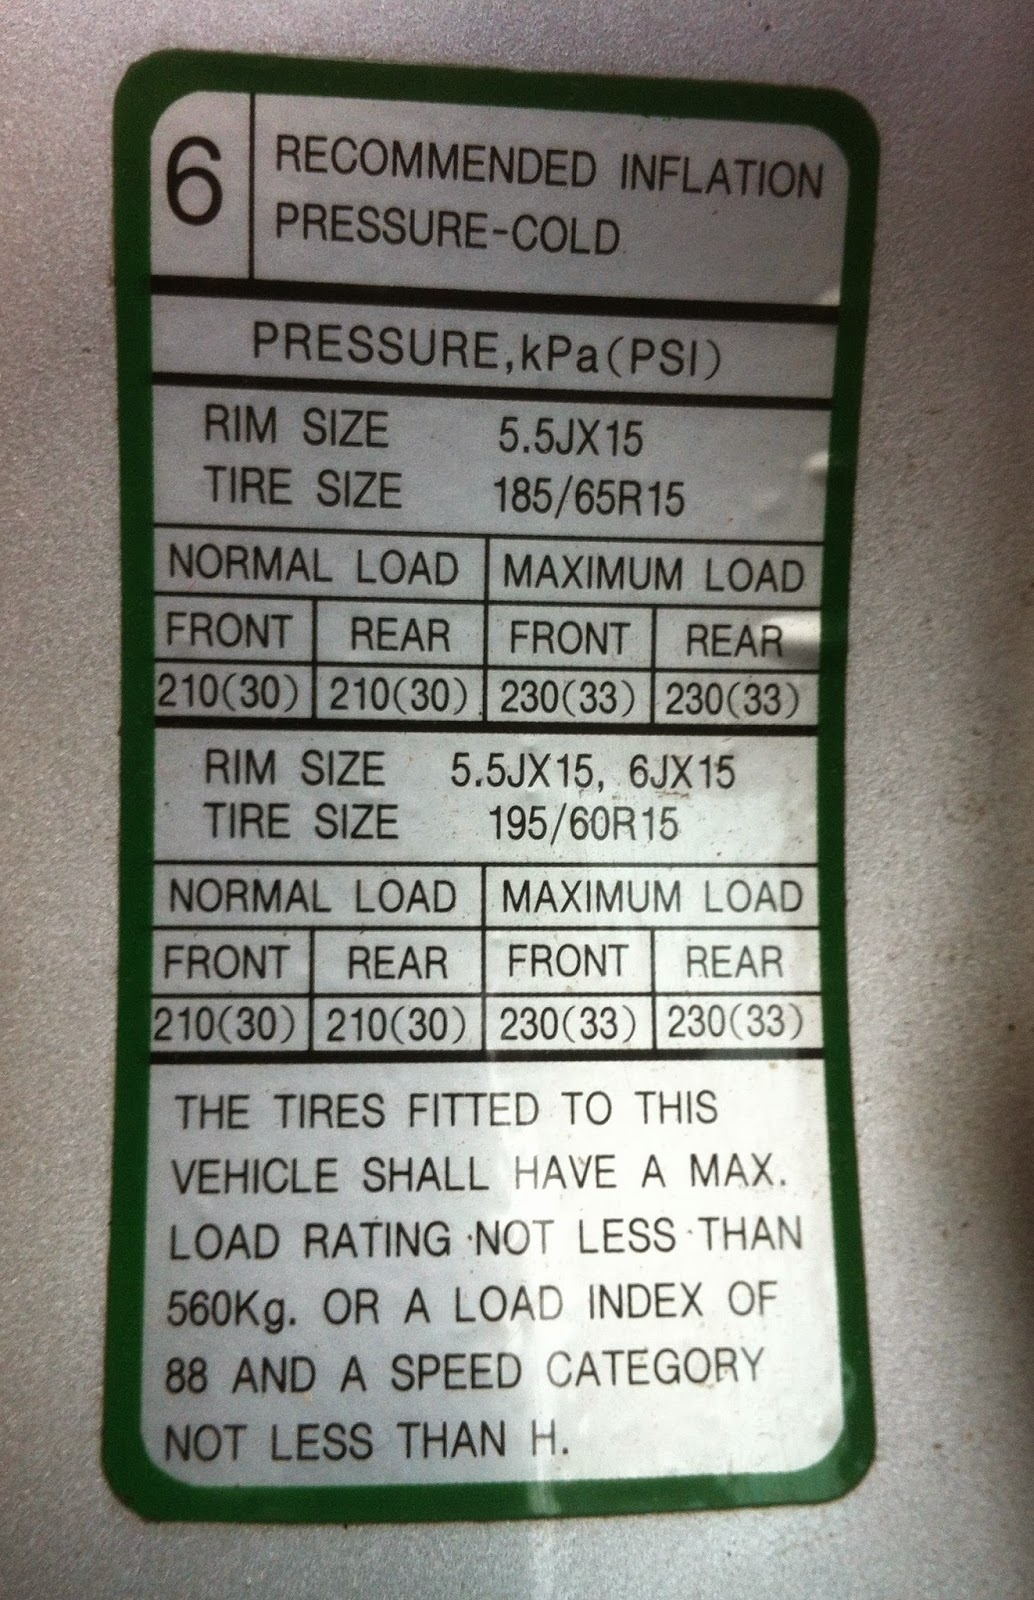 6
RECOMMENDED INFLATION
PRESSURE-COLD
PRESSURE,kPa(PSI)
RIM SIZE 5.5JX15
TIRE SIZE 185/65R15
NORMAL LOAD MAXIMUM LOAD
FRONT REAR FRONT REAR
210(30) 210(30) 230(33) 230(33)
RIM SIZE 5.5JX15, 6JX15
TIRE SIZE 195/60R15
NORMAL LOAD MAXIMUM LOAD
FRONT REAR FRONT REAR
210(30) 210(30) 230(33) 230(33)
THE TIRES FITTED TO THIS
VEHICLE SHALL HAVE A MAX.
LOAD RATING NOT LESS THAN
560Kg. OR A LOAD INDEX OF
88 AND A SPEED CATEGORY
NOT LESS THAN H.